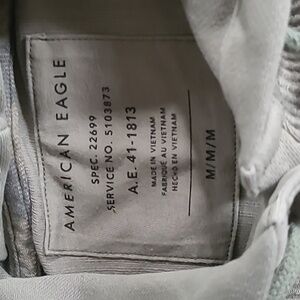 AMERICAN EAGLE
SPEC. 22699
SERVICE NO. 5103873
A.E. 41-1813
MADE IN VIETNAM
FABRIQUÉ AU VIETNAM
HECHO EN VIETNAM
M/M/M